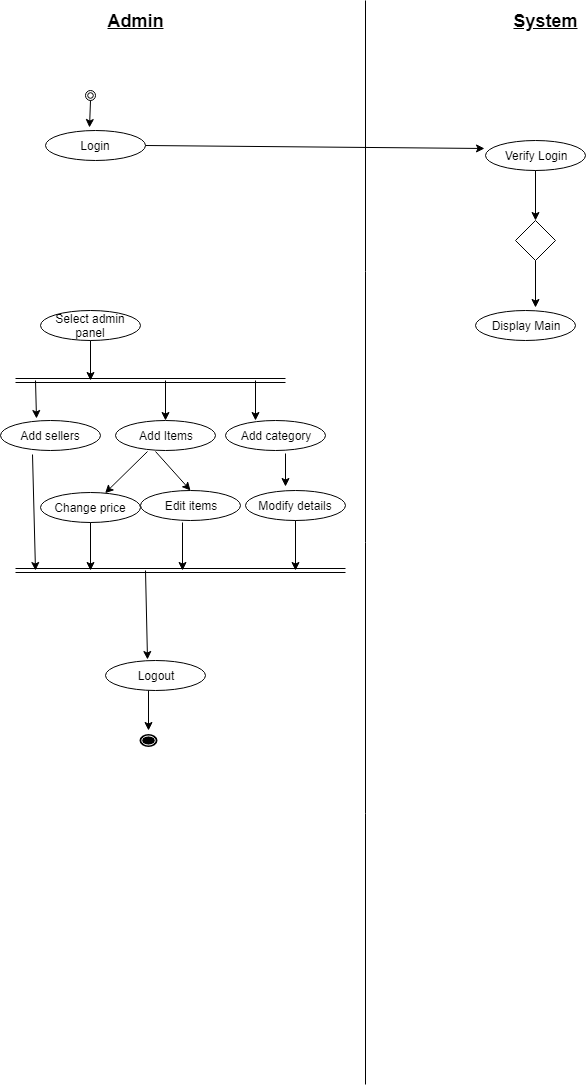 Admin
System
Login
Verify Login
Select admin
panel
Display Main
Add sellers
Add Items
Add category
Change price
Edit items
Modify details
Logout